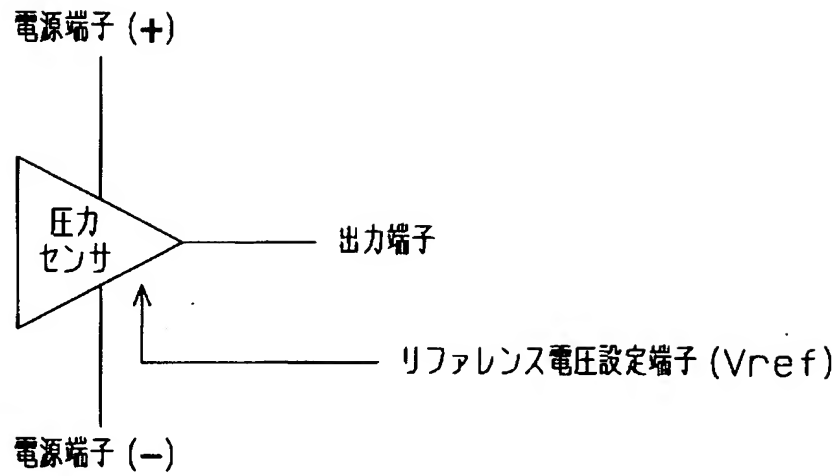 電源端子 (+)
圧力
センサ
出力端子
リファレンス電圧設定端子 (Vref)
電源端子 (−)